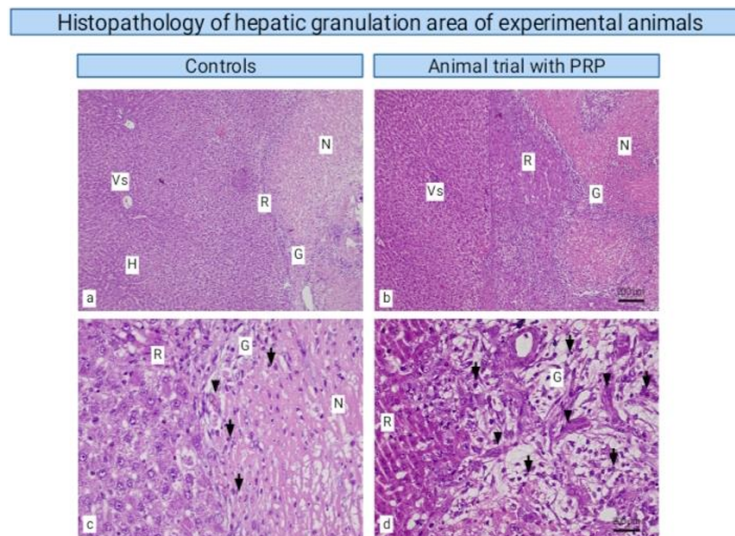 Histopathology of hepatic granulation area of experimental animals
Controls
Animal trial with PRP
N
Vs
R
G
H
a
N
R
Vs
G
b
G
R
N
c
G
R
d